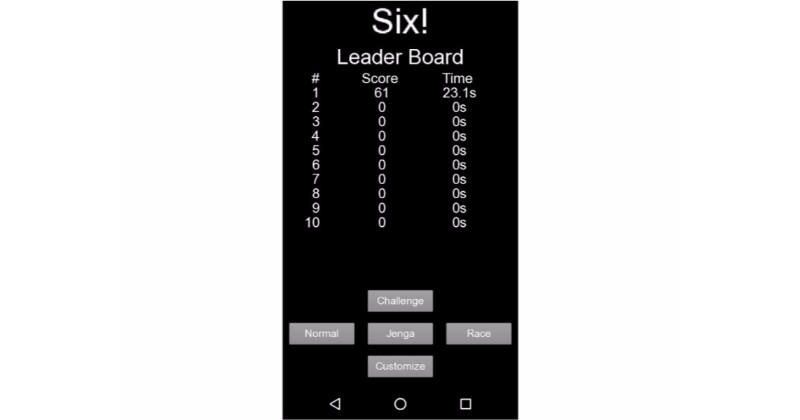 Six!
Leader Board
# Score Time
1 61 23.1s
2 0 0s
3 0 0s
4 0 0s
5 0 0s
6 0 0s
7 0 0s
8 0 0s
9 0 0s
10 0 0s
Challenge
Normal Jenga Race
Customize